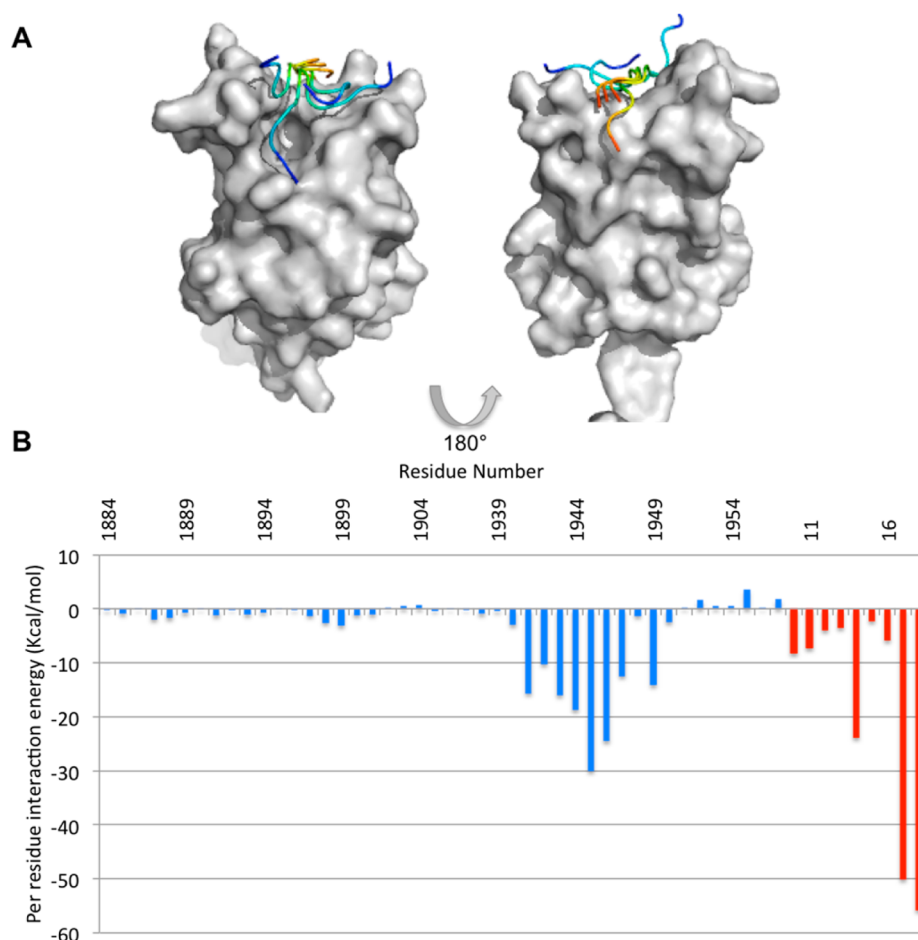 A
180°
B
Residue Number
1884 1889 1894 1899 1904 1939 1944 1949 1954 11 16
10
0
-10
-20
-30
-40
-50
-60
Per residue interaction energy (Kcal/mol)